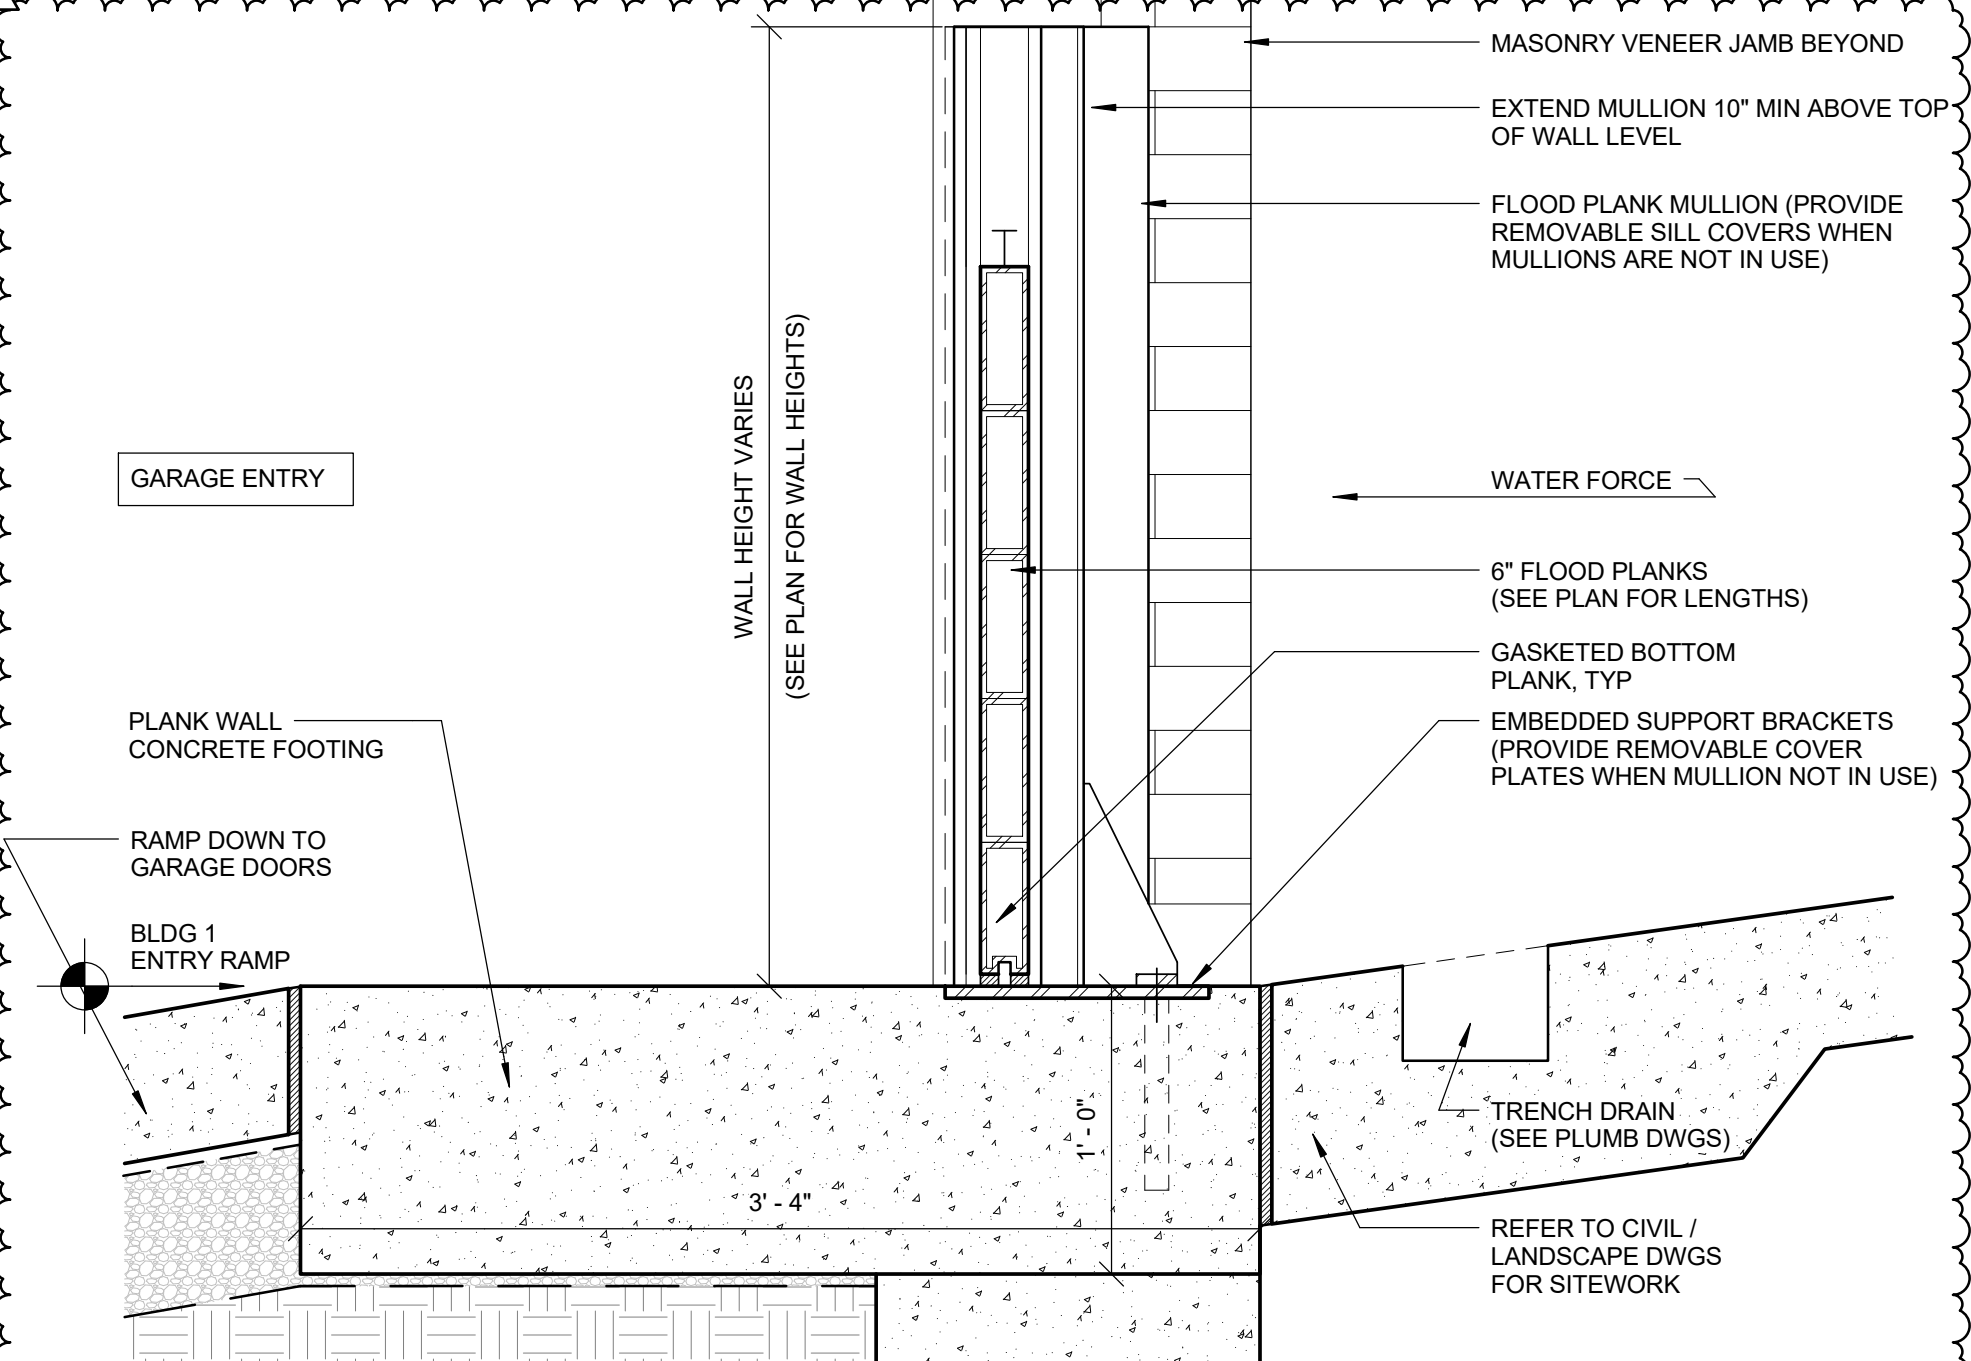 MASONRY VENEER JAMB BEYOND
EXTEND MULLION 10" MIN ABOVE TOP
OF WALL LEVEL
FLOOD PLANK MULLION (PROVIDE
REMOVABLE SILL COVERS WHEN
MULLIONS ARE NOT IN USE)
WALL HEIGHT VARIES
(SEE PLAN FOR WALL HEIGHTS)
GARAGE ENTRY
WATER FORCE
6" FLOOD PLANKS
(SEE PLAN FOR LENGTHS)
GASKETED BOTTOM
PLANK, TYP
EMBEDDED SUPPORT BRACKETS
(PROVIDE REMOVABLE COVER
PLATES WHEN MULLION NOT IN USE)
PLANK WALL
CONCRETE FOOTING
RAMP DOWN TO
GARAGE DOORS
BLDG 1
ENTRY RAMP
1' - 0"
3' - 4"
TRENCH DRAIN
(SEE PLUMB DWGS)
REFER TO CIVIL /
LANDSCAPE DWGS
FOR SITEWORK